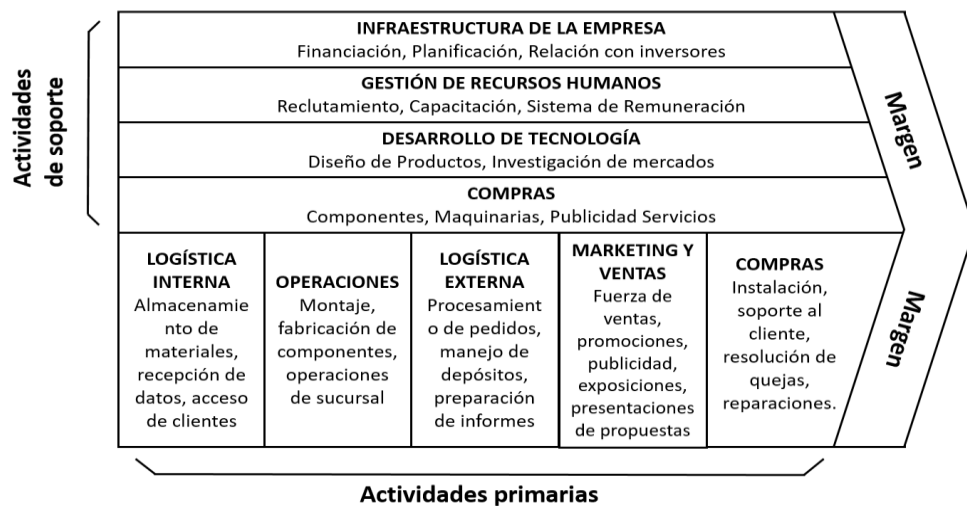 INFRAESTRUCTURA DE LA EMPRESA
Financiación, Planificación, Relación con inversores
GESTIÓN DE RECURSOS HUMANOS
Reclutamiento, Capacitación, Sistema de Remuneración
DESARROLLO DE TECNOLOGÍA
Diseño de Productos, Investigación de mercados
COMPRAS
Componentes, Maquinarias, Publicidad Servicios
Actividades
de soporte
Margen
LOGÍSTICA
INTERNA
Almacenamie
nto de
materiales,
recepción de
datos, acceso
de clientes
OPERACIONES
Montaje,
fabricación de
componentes,
operaciones
de sucursal
LOGÍSTICA
EXTERNA
Procesamient
o de pedidos,
manejo de
depósitos,
preparación
de informes
MARKETING Y
VENTAS
Fuerza de
ventas,
promociones,
publicidad,
exposiciones,
presentaciones
de propuestas
COMPRAS
Instalación,
soporte al
cliente,
resolución de
quejas,
reparaciones.
Margen
Actividades primarias